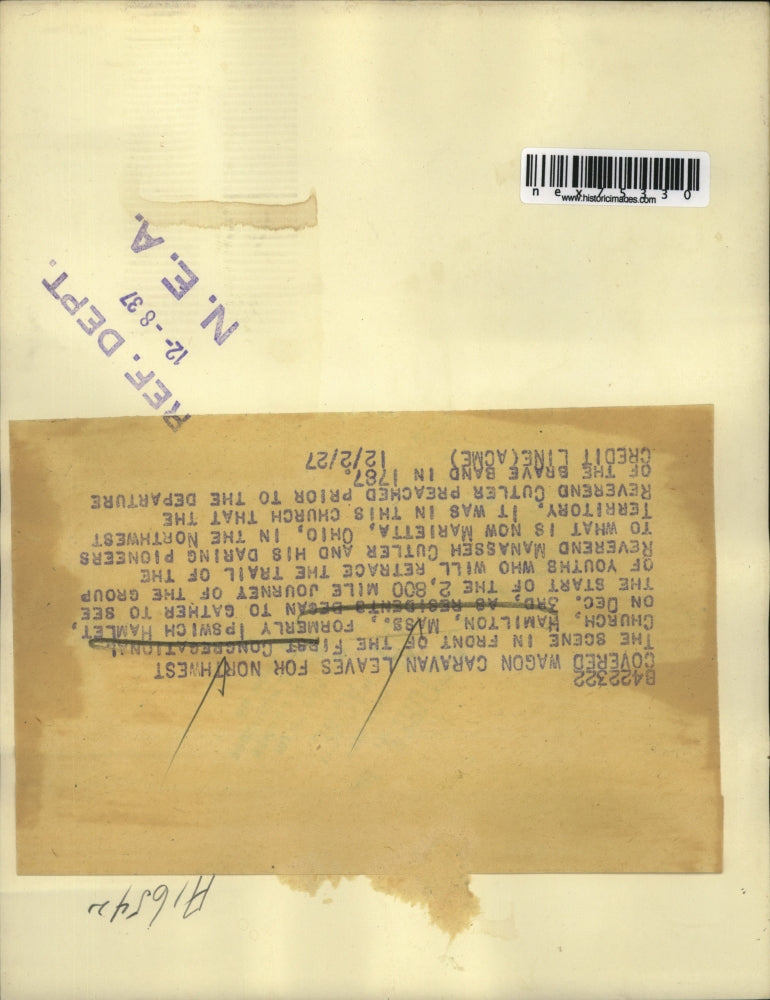 nex75330
www.historicimages.com
REF. DEPT.
12-8 37
N. E. A.
B422322
COVERED WAGON CARAVAN LEAVES FOR NORTHWEST
THE SCENE IN FRONT OF THE FIRST CONGREGATIONAL
CHURCH, HAMILTON, MASS., FORMERLY IPSWICH HAMLET,
ON DEC. 3RD AS RESIDENTS BEGAN TO GATHER TO SEE
THE START OF THE 2,800 MILE JOURNEY OF THE GROUP
OF YOUTHS WHO WILL RETRACE THE TRAIL OF THE
REVEREND MANASSEH CUTLER AND HIS DARING PIONEERS
TO WHAT IS NOW MARIETTA, OHIO, IN THE NORTHWEST
TERRITORY. IT WAS IN THIS CHURCH THAT THE
REVEREND CUTLER PREACHED PRIOR TO THE DEPARTURE
OF THE BRAVE BAND IN 1787.
CREDIT LINE(ACME) 12/2/27
A16542